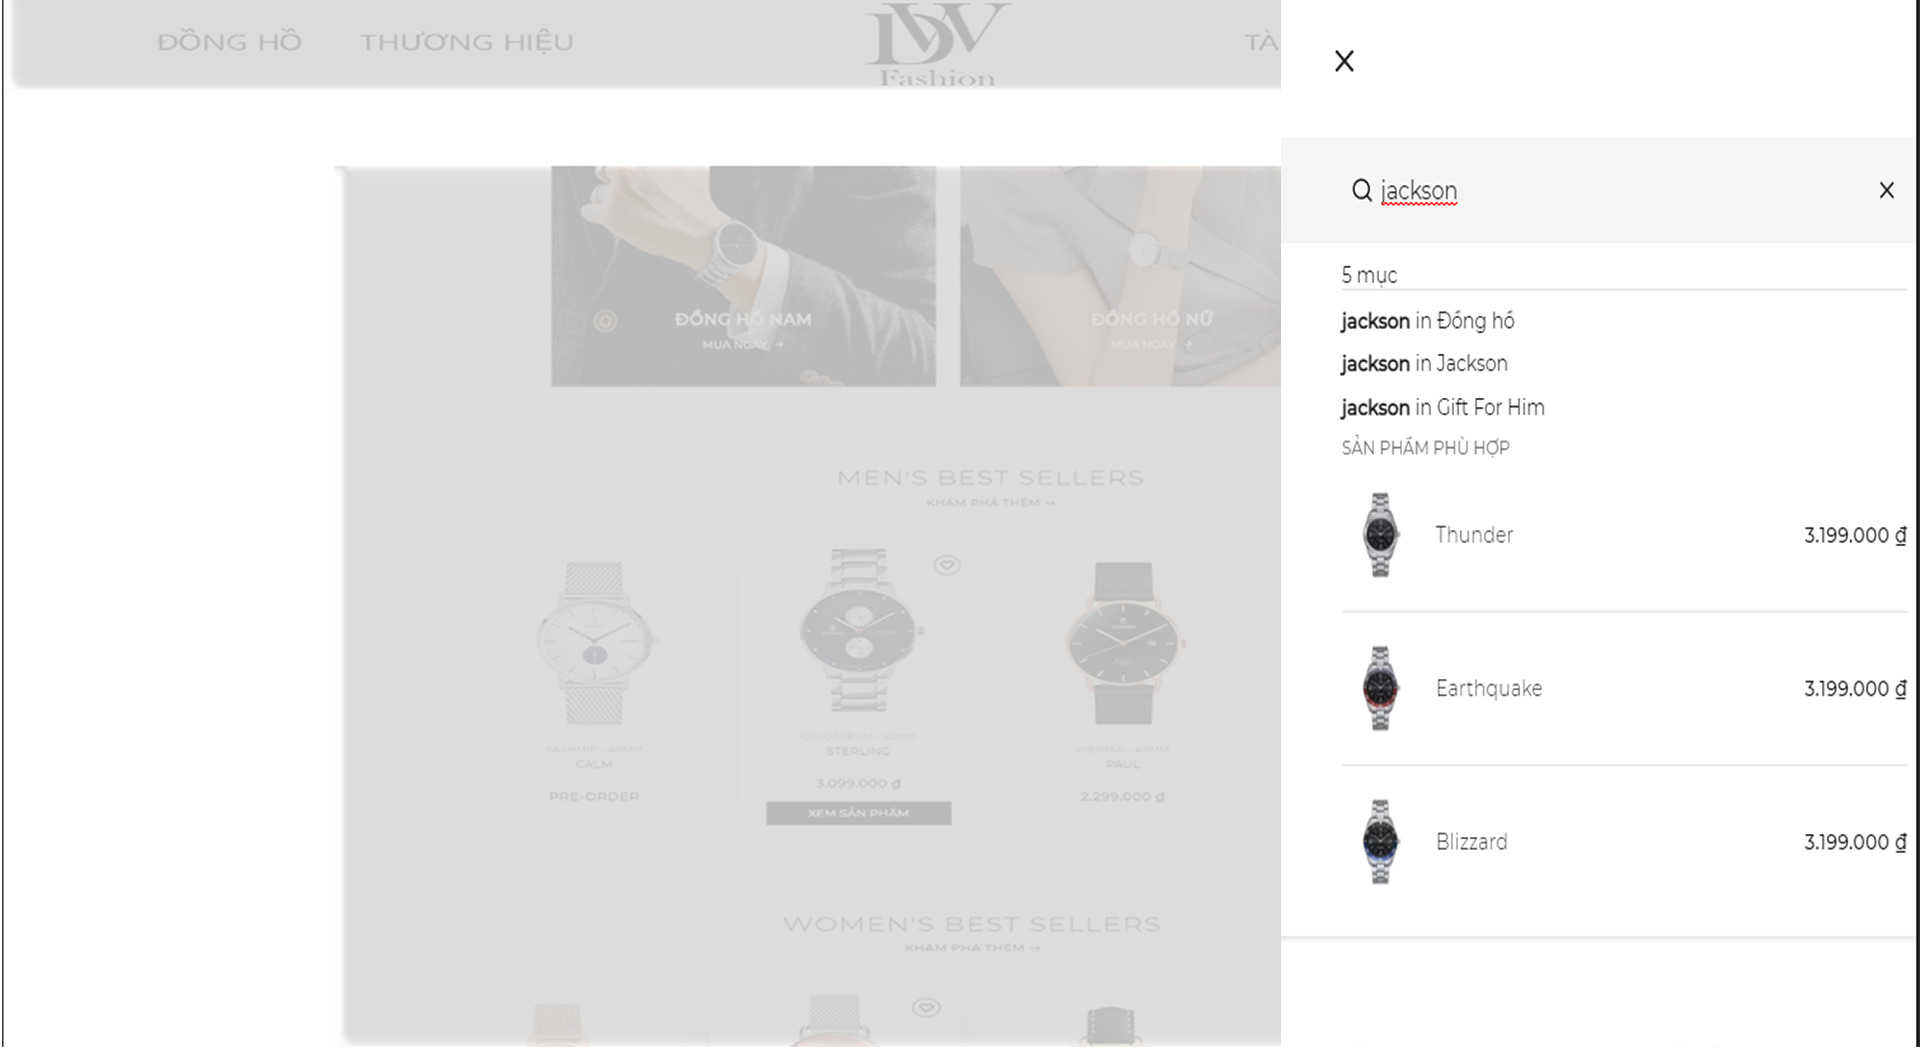 ĐỒNG HỒ
THƯƠNG HIỆU
DW
Fashion
TÀ
ĐỒNG HỒ NAM
MUA NGAY →
ĐỒNG HỒ NỮ
MUA NGAY →
MEN'S BEST SELLERS
KHÁM PHÁ THÊM →
KASHMIR - 40MM
CALM
PRE-ORDER
COLOSSEUM - 42MM
STERLING
3.099.000 ₫
XEM SẢN PHẨM
WEIMAR - 40MM
PAUL
2.299.000 ₫
WOMEN'S BEST SELLERS
KHÁM PHÁ THÊM →
X
jackson
X
5 mục
jackson in Đồng hồ
jackson in Jackson
jackson in Gift For Him
SẢN PHẨM PHÙ HỢP
Thunder
3.199.000 ₫
Earthquake
3.199.000 ₫
Blizzard
3.199.000 ₫